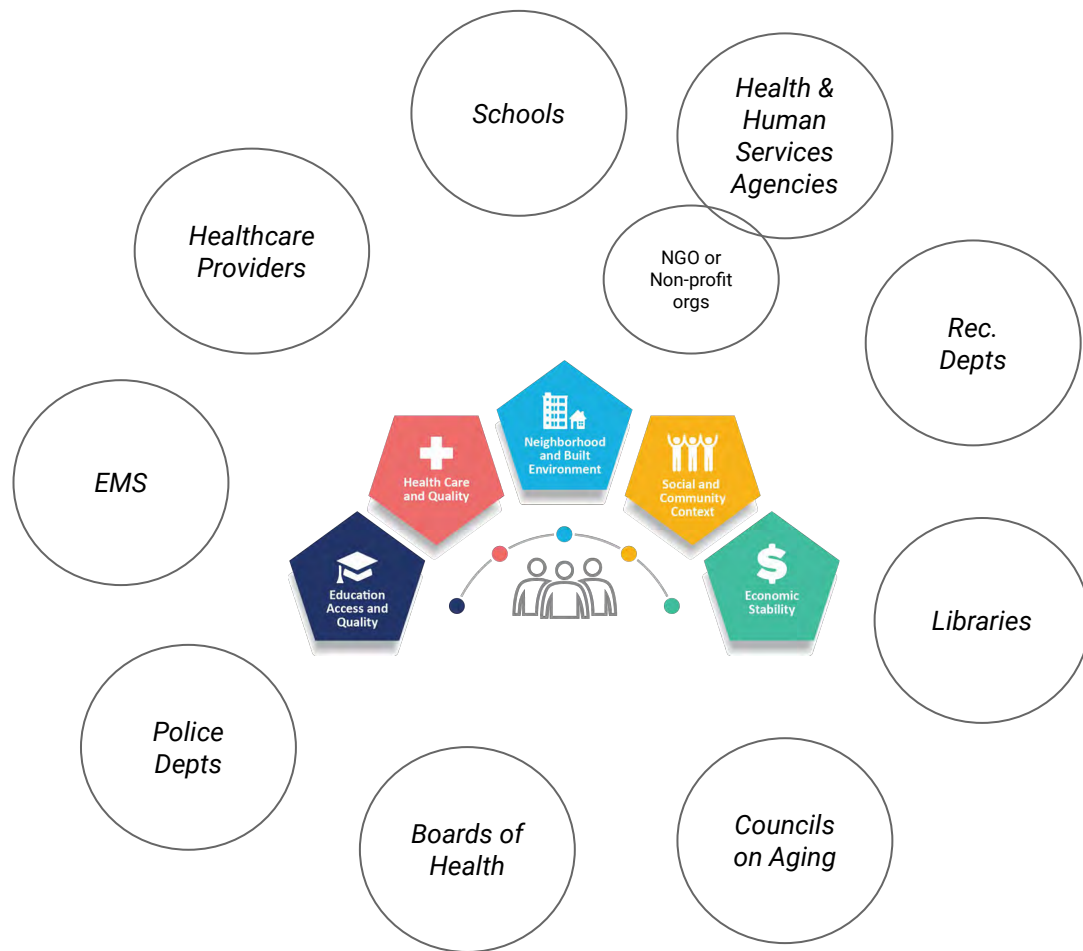 Schools
Health &
Human
Services
Agencies
Healthcare
Providers
NGO or
Non-profit
orgs
Rec.
Depts
EMS
Neighborhood
and Built
Environment
Health Care
and Quality
Social and
Community
Context
Education
Access and
Quality
Economic
Stability
Libraries
Police
Depts
Boards of
Health
Councils
on Aging